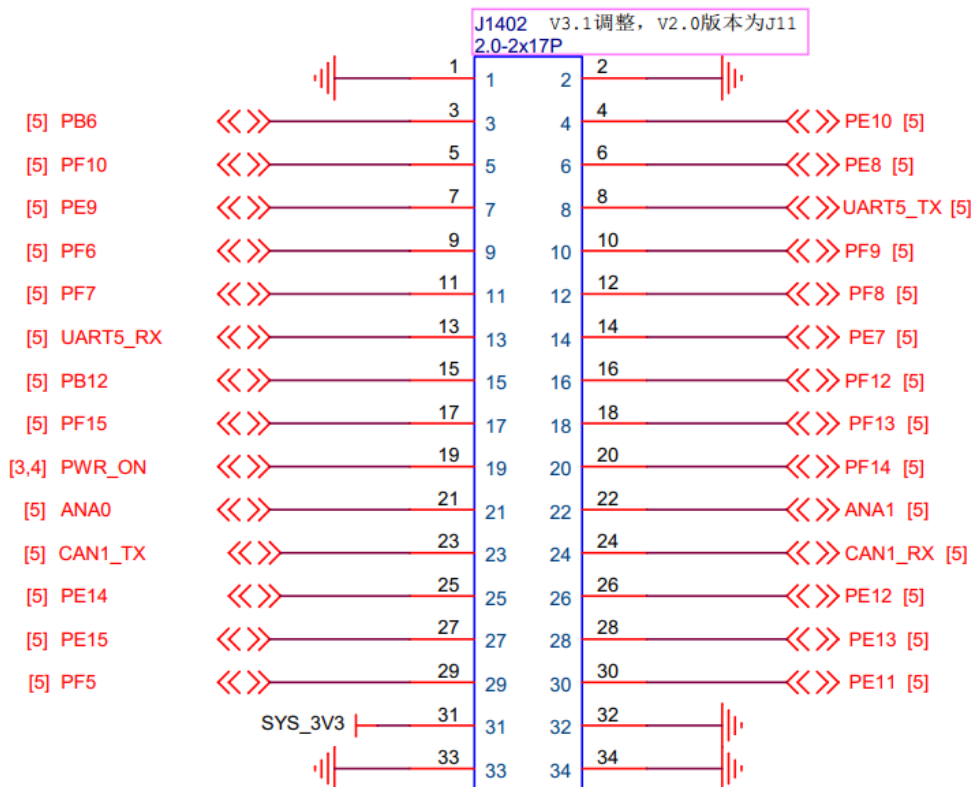 J1402 V3.1调整，V2.0版本为J11
2.0-2x17P
1 1 2 2
[5] PB6 3 3 4 4 PE10 [5]
[5] PF10 5 5 6 6 PE8 [5]
[5] PE9 7 7 8 8 UART5_TX [5]
[5] PF6 9 9 10 10 PF9 [5]
[5] PF7 11 11 12 12 PF8 [5]
[5] UART5_RX 13 13 14 14 PE7 [5]
[5] PB12 15 15 16 16 PF12 [5]
[5] PF15 17 17 18 18 PF13 [5]
[3,4] PWR_ON 19 19 20 20 PF14 [5]
[5] ANA0 21 21 22 22 ANA1 [5]
[5] CAN1_TX 23 23 24 24 CAN1_RX [5]
[5] PE14 25 25 26 26 PE12 [5]
[5] PE15 27 27 28 28 PE13 [5]
[5] PF5 29 29 30 30 PE11 [5]
SYS_3V3 31 31 32 32
33 33 34 34